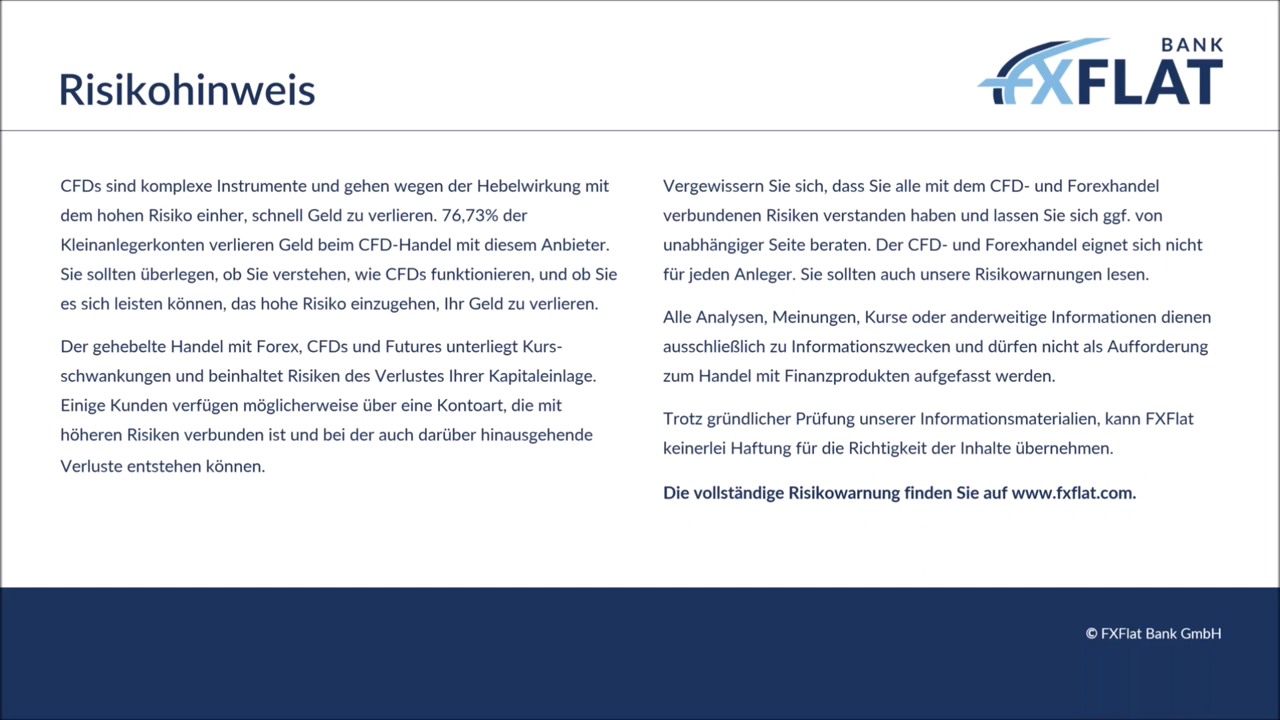 Risikohinweis
BANK
FXFLAT
CFDs sind komplexe Instrumente und gehen wegen der Hebelwirkung mit
dem hohen Risiko einher, schnell Geld zu verlieren. 76,73% der
Kleinanlegerkonten verlieren Geld beim CFD-Handel mit diesem Anbieter.
Sie sollten überlegen, ob Sie verstehen, wie CFDs funktionieren, und ob Sie
es sich leisten können, das hohe Risiko einzugehen, Ihr Geld zu verlieren.
Der gehebelte Handel mit Forex, CFDs und Futures unterliegt Kurs-
schwankungen und beinhaltet Risiken des Verlustes Ihrer Kapitaleinlage.
Einige Kunden verfügen möglicherweise über eine Kontoart, die mit
höheren Risiken verbunden ist und bei der auch darüber hinausgehende
Verluste entstehen können.
Vergewissern Sie sich, dass Sie alle mit dem CFD- und Forexhandel
verbundenen Risiken verstanden haben und lassen Sie sich ggf. von
unabhängiger Seite beraten. Der CFD- und Forexhandel eignet sich nicht
für jeden Anleger. Sie sollten auch unsere Risikowarnungen lesen.
Alle Analysen, Meinungen, Kurse oder anderweitige Informationen dienen
ausschließlich zu Informationszwecken und dürfen nicht als Aufforderung
zum Handel mit Finanzprodukten aufgefasst werden.
Trotz gründlicher Prüfung unserer Informationsmaterialien, kann FXFlat
keinerlei Haftung für die Richtigkeit der Inhalte übernehmen.
Die vollständige Risikowarnung finden Sie auf www.fxflat.com.
© FXFlat Bank GmbH